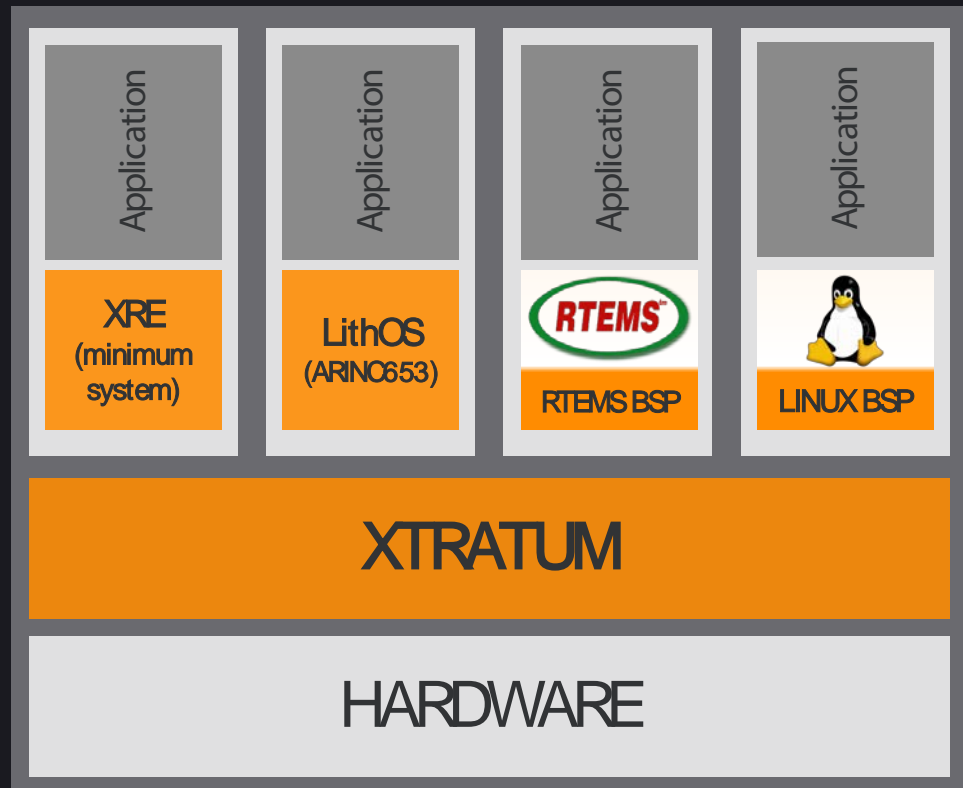 Application
Application
Application
Application
XRE
(minimum
system)
LithOS
(ARINC653)
RTEMS
RTEMS BSP
LINUX BSP
XTRATUM
HARDWARE